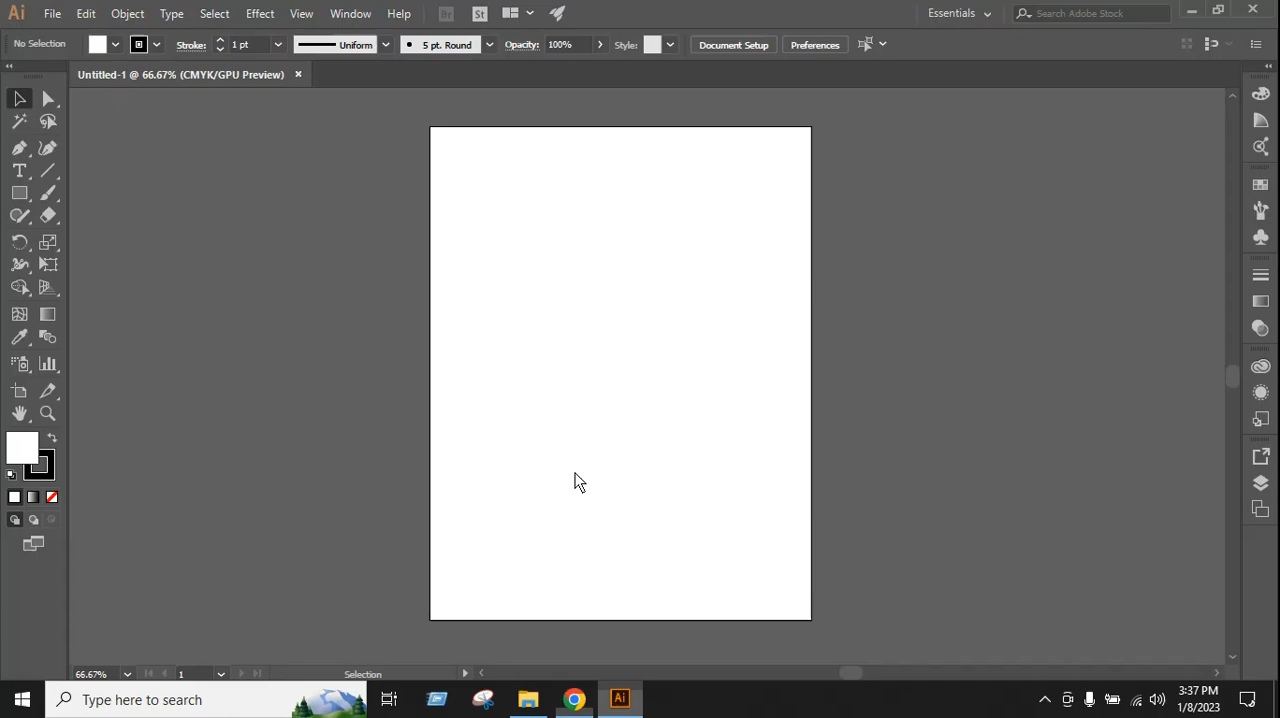 Ai File Edit Object Type Select Effect View Window Help Br St Essentials Search Adobe Stock
No Selection Stroke: 1 pt Uniform 5 pt. Round Opacity: 100% Style: Document Setup Preferences
Untitled-1 @ 66.67% (CMYK/GPU Preview) ×
T
66.67% 1 Selection
Type here to search Ai 3:37 PM
1/8/2023